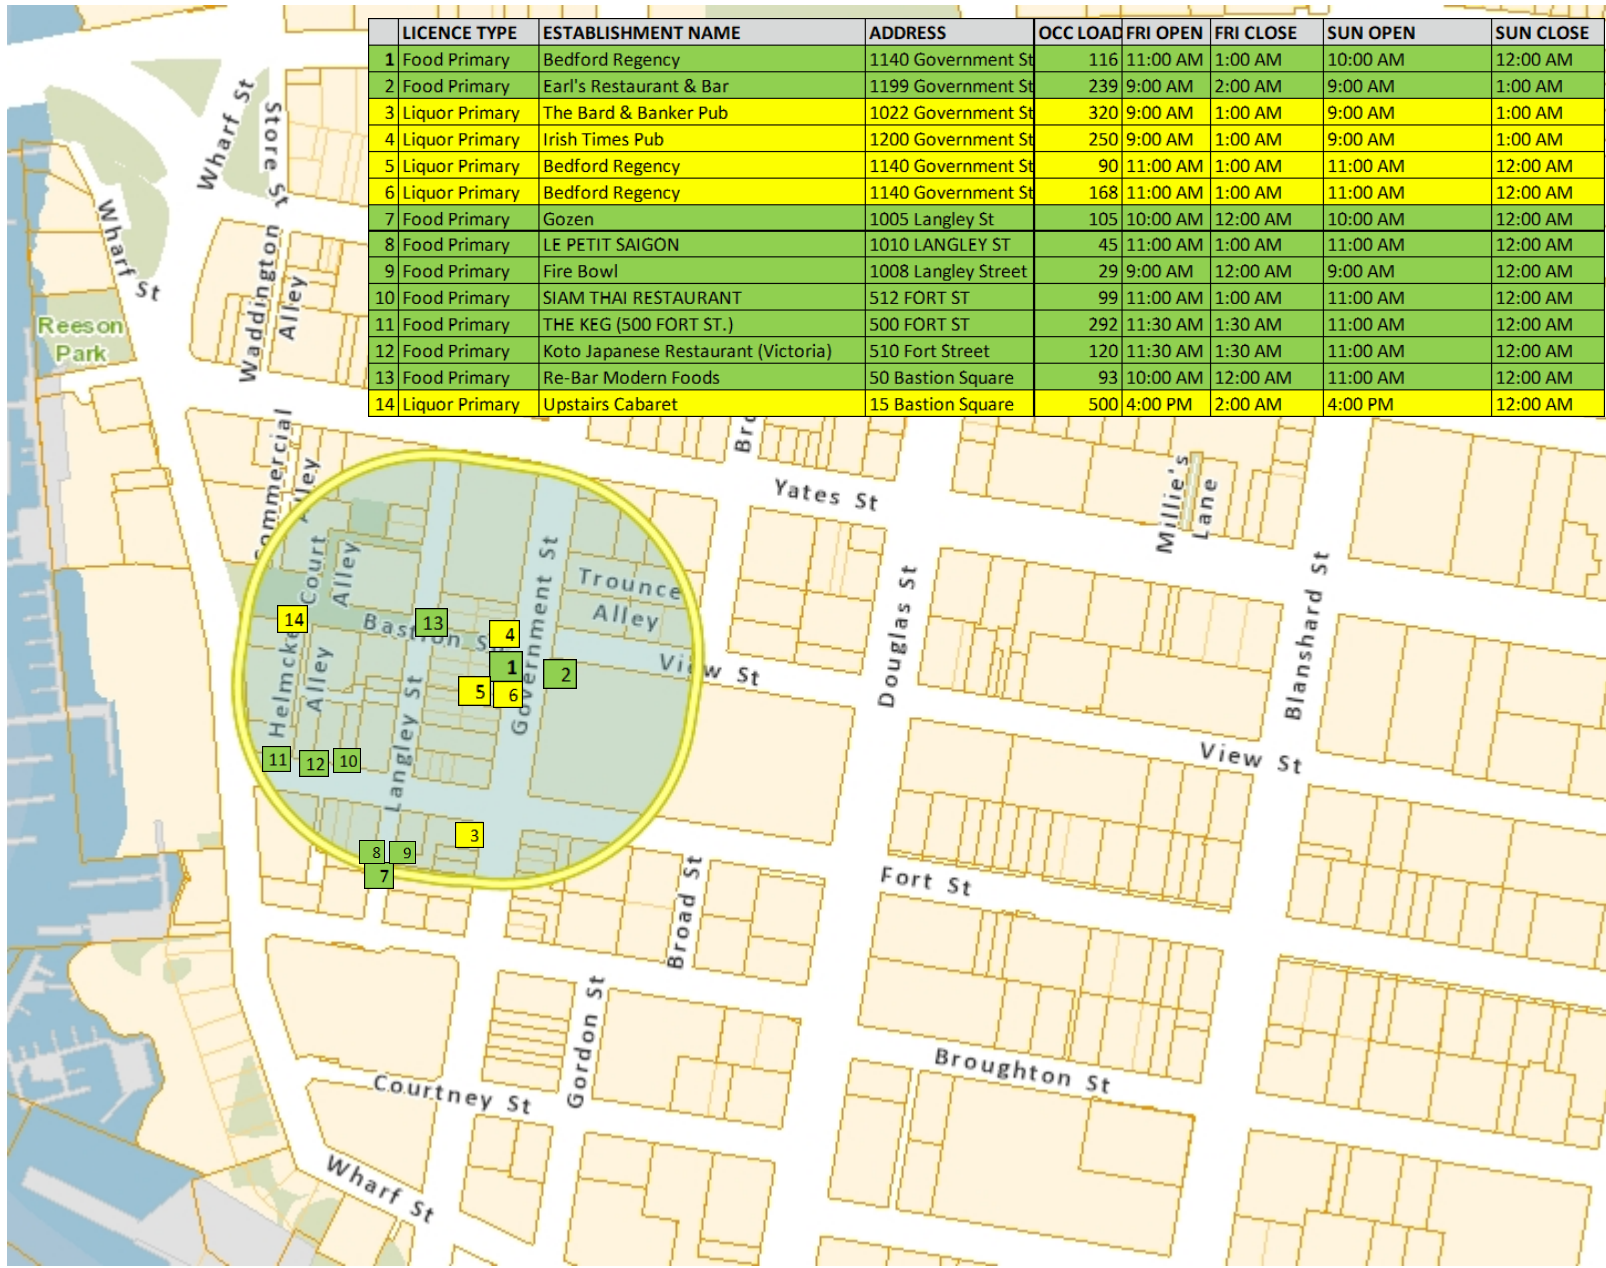 LICENCE TYPE ESTABLISHMENT NAME ADDRESS OCC LOAD FRI OPEN FRI CLOSE SUN OPEN SUN CLOSE
1 Food Primary Bedford Regency 1140 Government St 116 11:00 AM 1:00 AM 10:00 AM 12:00 AM
2 Food Primary Earl's Restaurant & Bar 1199 Government St 239 9:00 AM 2:00 AM 9:00 AM 1:00 AM
3 Liquor Primary The Bard & Banker Pub 1022 Government St 320 9:00 AM 1:00 AM 9:00 AM 1:00 AM
4 Liquor Primary Irish Times Pub 1200 Government St 250 9:00 AM 1:00 AM 9:00 AM 1:00 AM
5 Liquor Primary Bedford Regency 1140 Government St 90 11:00 AM 1:00 AM 11:00 AM 12:00 AM
6 Liquor Primary Bedford Regency 1140 Government St 168 11:00 AM 1:00 AM 11:00 AM 12:00 AM
7 Food Primary Gozen 1005 Langley St 105 10:00 AM 12:00 AM 10:00 AM 12:00 AM
8 Food Primary LE PETIT SAIGON 1010 LANGLEY ST 45 11:00 AM 1:00 AM 11:00 AM 12:00 AM
9 Food Primary Fire Bowl 1008 Langley Street 29 9:00 AM 12:00 AM 9:00 AM 12:00 AM
10 Food Primary SIAM THAI RESTAURANT 512 FORT ST 99 11:00 AM 1:00 AM 11:00 AM 12:00 AM
11 Food Primary THE KEG (500 FORT ST.) 500 FORT ST 292 11:30 AM 1:30 AM 11:00 AM 12:00 AM
12 Food Primary Koto Japanese Restaurant (Victoria) 510 Fort Street 120 11:30 AM 1:30 AM 11:00 AM 12:00 AM
13 Food Primary Re-Bar Modern Foods 50 Bastion Square 93 10:00 AM 12:00 AM 11:00 AM 12:00 AM
14 Liquor Primary Upstairs Cabaret 15 Bastion Square 500 4:00 PM 2:00 AM 4:00 PM 12:00 AM
Wharf St
Store St
Wharf St
Waddington
Alley
Reeson
Park
Commercial
Alley
Bro
Yates St
Millie's
Lane
Court
Alley
Government St
Trounce
Alley
Douglas St
Blanshard St
14
13
Bastion Sq
4
1
2
View St
5
6
Helmcke
Alley
Langley St
View St
11
12
10
3
8
9
7
Fort St
Broad St
Gordon St
Broughton St
Courtney St
Wharf St